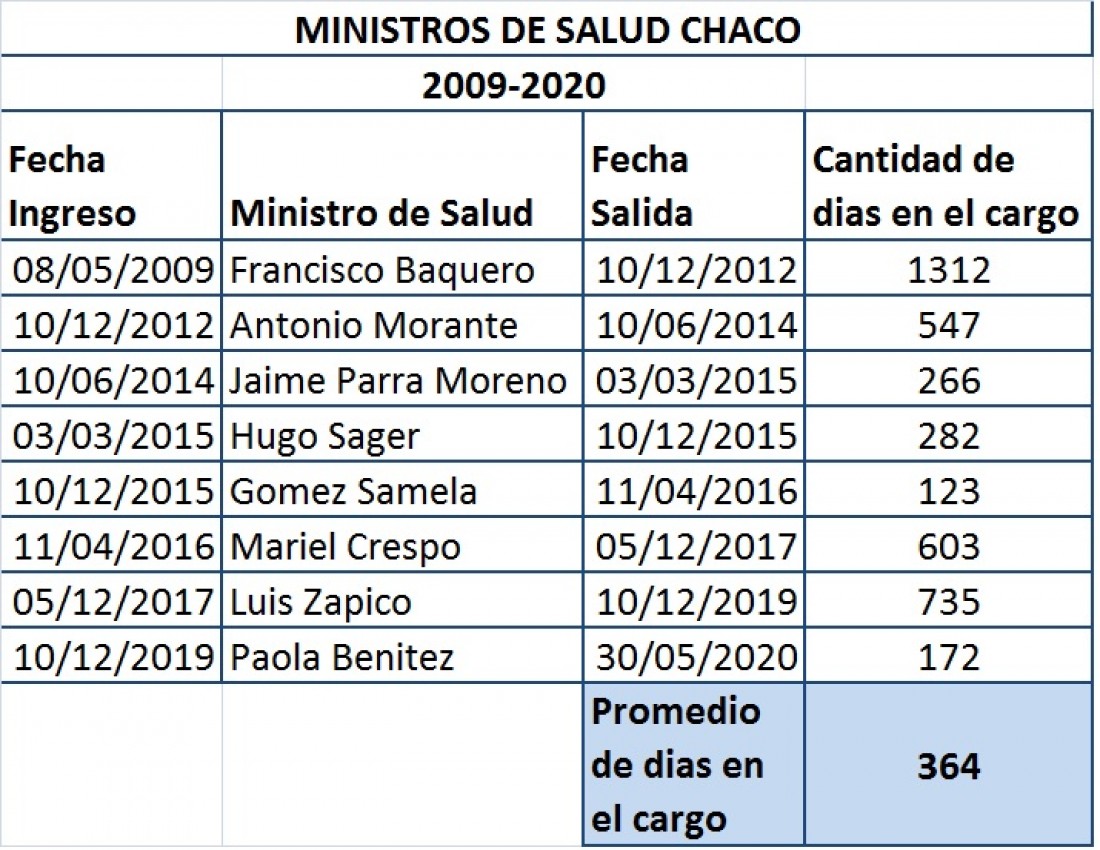 MINISTROS DE SALUD CHACO
2009-2020
Fecha Ingreso Ministro de Salud Fecha Salida Cantidad de dias en el cargo
08/05/2009 Francisco Baquero 10/12/2012 1312
10/12/2012 Antonio Morante 10/06/2014 547
10/06/2014 Jaime Parra Moreno 03/03/2015 266
03/03/2015 Hugo Sager 10/12/2015 282
10/12/2015 Gomez Samela 11/04/2016 123
11/04/2016 Mariel Crespo 05/12/2017 603
05/12/2017 Luis Zapico 10/12/2019 735
10/12/2019 Paola Benitez 30/05/2020 172
Promedio de dias en el cargo 364